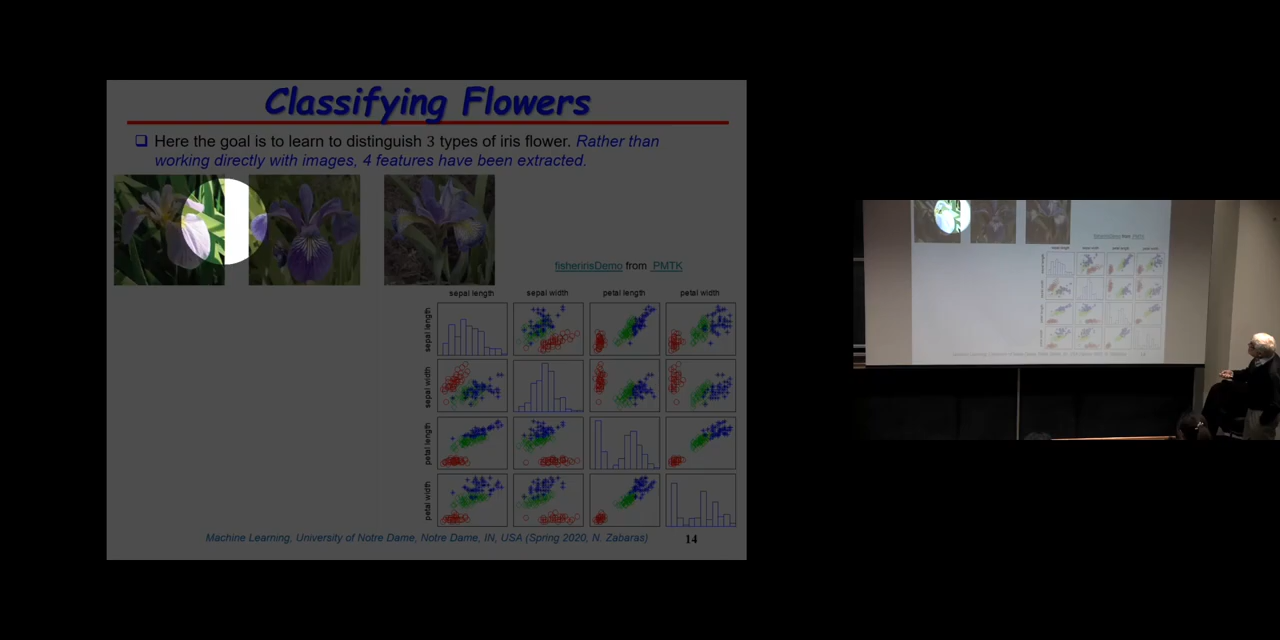 Classifying Flowers
Here the goal is to learn to distinguish 3 types of iris flower. Rather than
working directly with images, 4 features have been extracted.
fisheririsDemo from PMTK
sepal length sepal width petal length petal width
sepal length
sepal width
petal length
petal width
Machine Learning, University of Notre Dame, Notre Dame, IN, USA (Spring 2020, N. Zabaras) 14